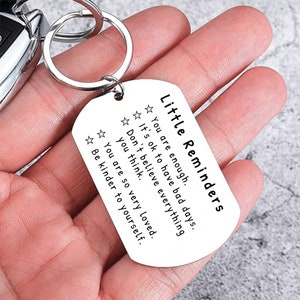 Little Reminders
☆ You are enough.
☆ It's ok to have bad days.
☆ Don't believe everything
you think.
☆ You are so very loved.
☆ Be kinder to yourself.